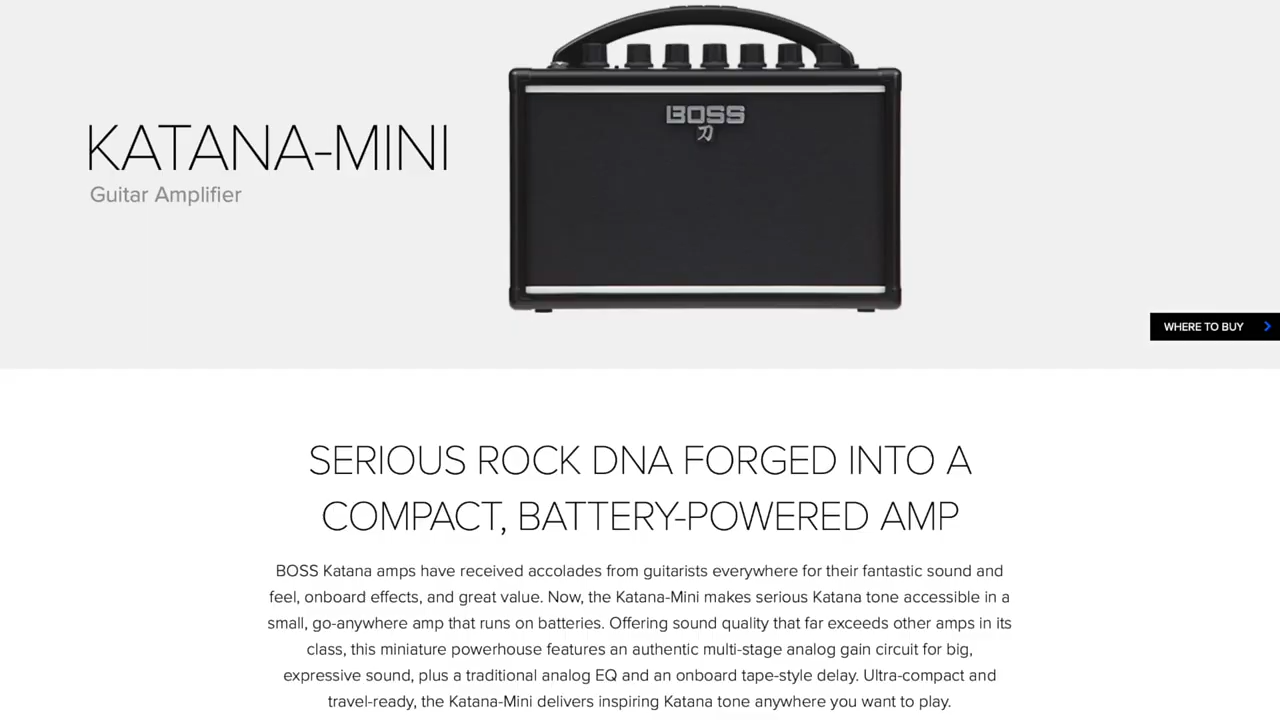 BOSS
刀
KATANA-MINI
Guitar Amplifier
WHERE TO BUY
SERIOUS ROCK DNA FORGED INTO A
COMPACT, BATTERY-POWERED AMP
BOSS Katana amps have received accolades from guitarists everywhere for their fantastic sound and
feel, onboard effects, and great value. Now, the Katana-Mini makes serious Katana tone accessible in a
small, go-anywhere amp that runs on batteries. Offering sound quality that far exceeds other amps in its
class, this miniature powerhouse features an authentic multi-stage analog gain circuit for big,
expressive sound, plus a traditional analog EQ and an onboard tape-style delay. Ultra-compact and
travel-ready, the Katana-Mini delivers inspiring Katana tone anywhere you want to play.